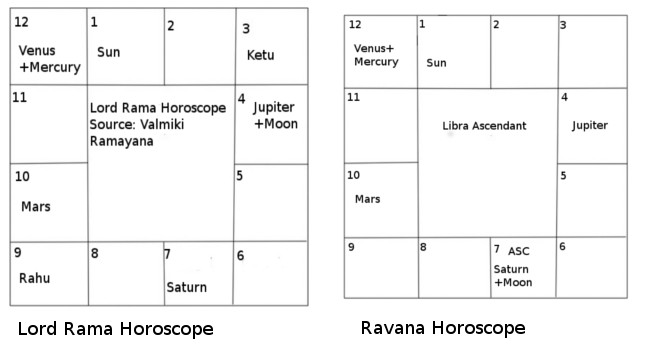 12
1
2
3
Venus
+Mercury
Sun
Ketu
11
Lord Rama Horoscope
Source: Valmiki
Ramayana
4
Jupiter
+Moon
10
Mars
5
9
Rahu
8
7
Saturn
6
Lord Rama Horoscope
12
1
2
3
Venus+
Mercury
Sun
11
Libra Ascendant
4
Jupiter
10
Mars
5
9
8
7 ASC
Saturn
+Moon
6
Ravana Horoscope